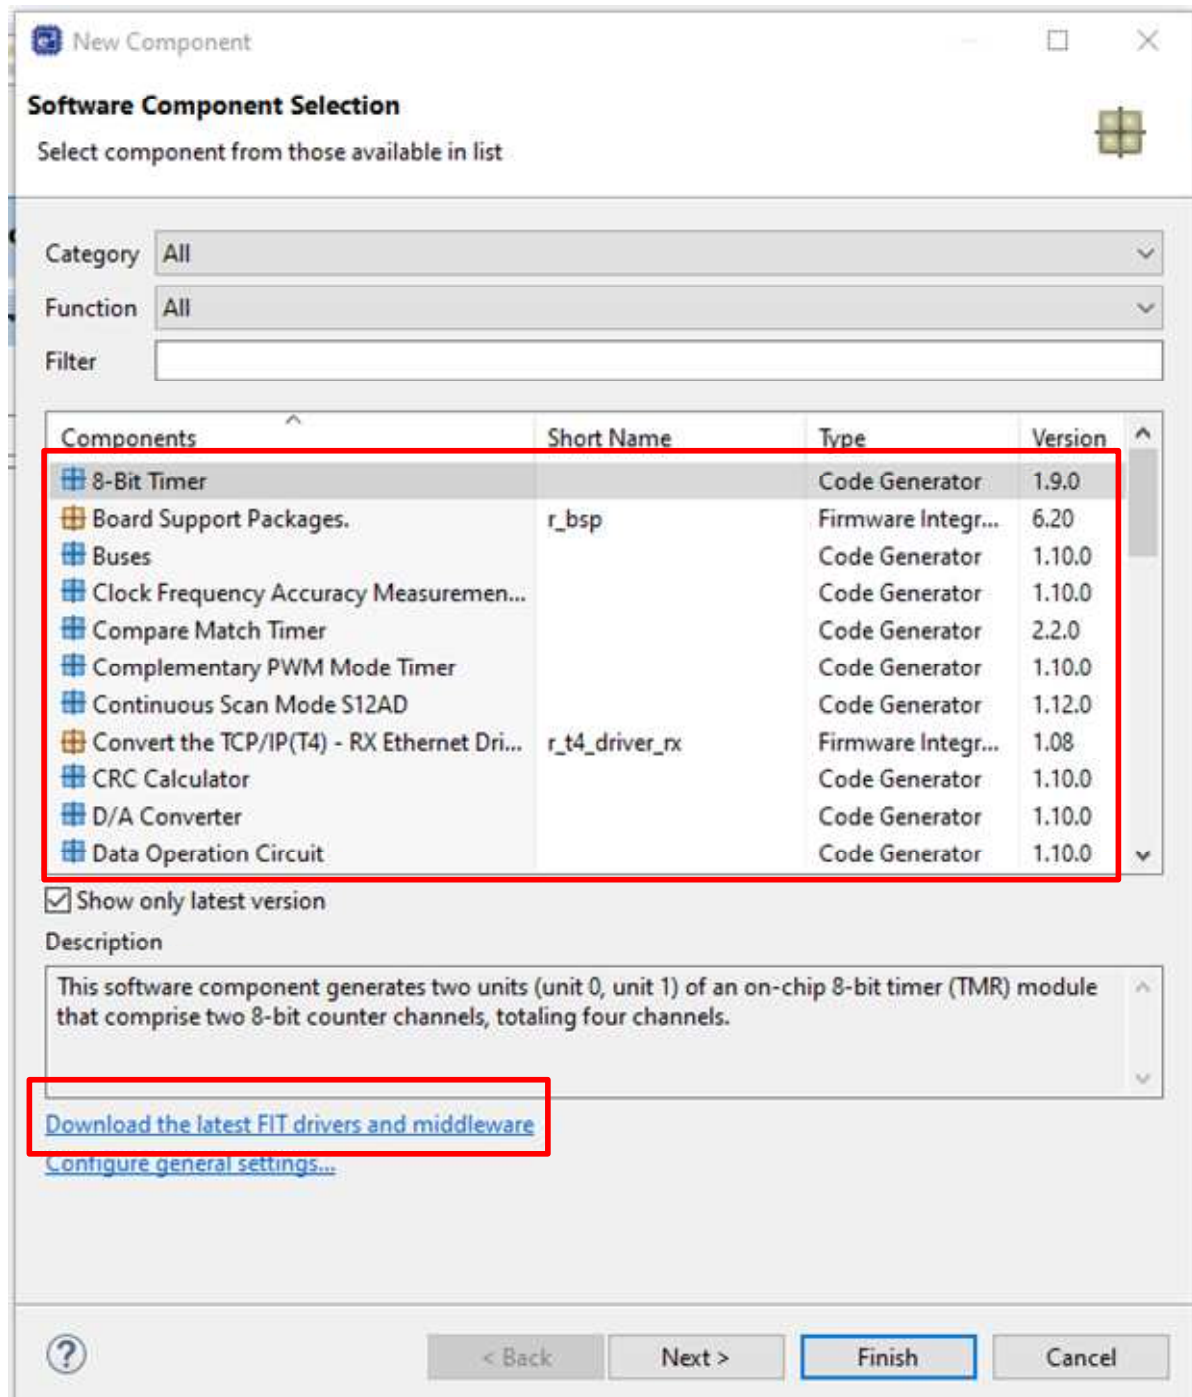 New Component
Software Component Selection
Select component from those available in list
Category All
Function All
Filter
Components Short Name Type Version
8-Bit Timer Code Generator 1.9.0
Board Support Packages. r_bsp Firmware Integr... 6.20
Buses Code Generator 1.10.0
Clock Frequency Accuracy Measuremen... Code Generator 1.10.0
Compare Match Timer Code Generator 2.2.0
Complementary PWM Mode Timer Code Generator 1.10.0
Continuous Scan Mode S12AD Code Generator 1.12.0
Convert the TCP/IP(T4) - RX Ethernet Dri... r_t4_driver_rx Firmware Integr... 1.08
CRC Calculator Code Generator 1.10.0
D/A Converter Code Generator 1.10.0
Data Operation Circuit Code Generator 1.10.0
Show only latest version
Description
This software component generates two units (unit 0, unit 1) of an on-chip 8-bit timer (TMR) module
that comprise two 8-bit counter channels, totaling four channels.
Download the latest FIT drivers and middleware
Configure general settings...
? < Back Next > Finish Cancel